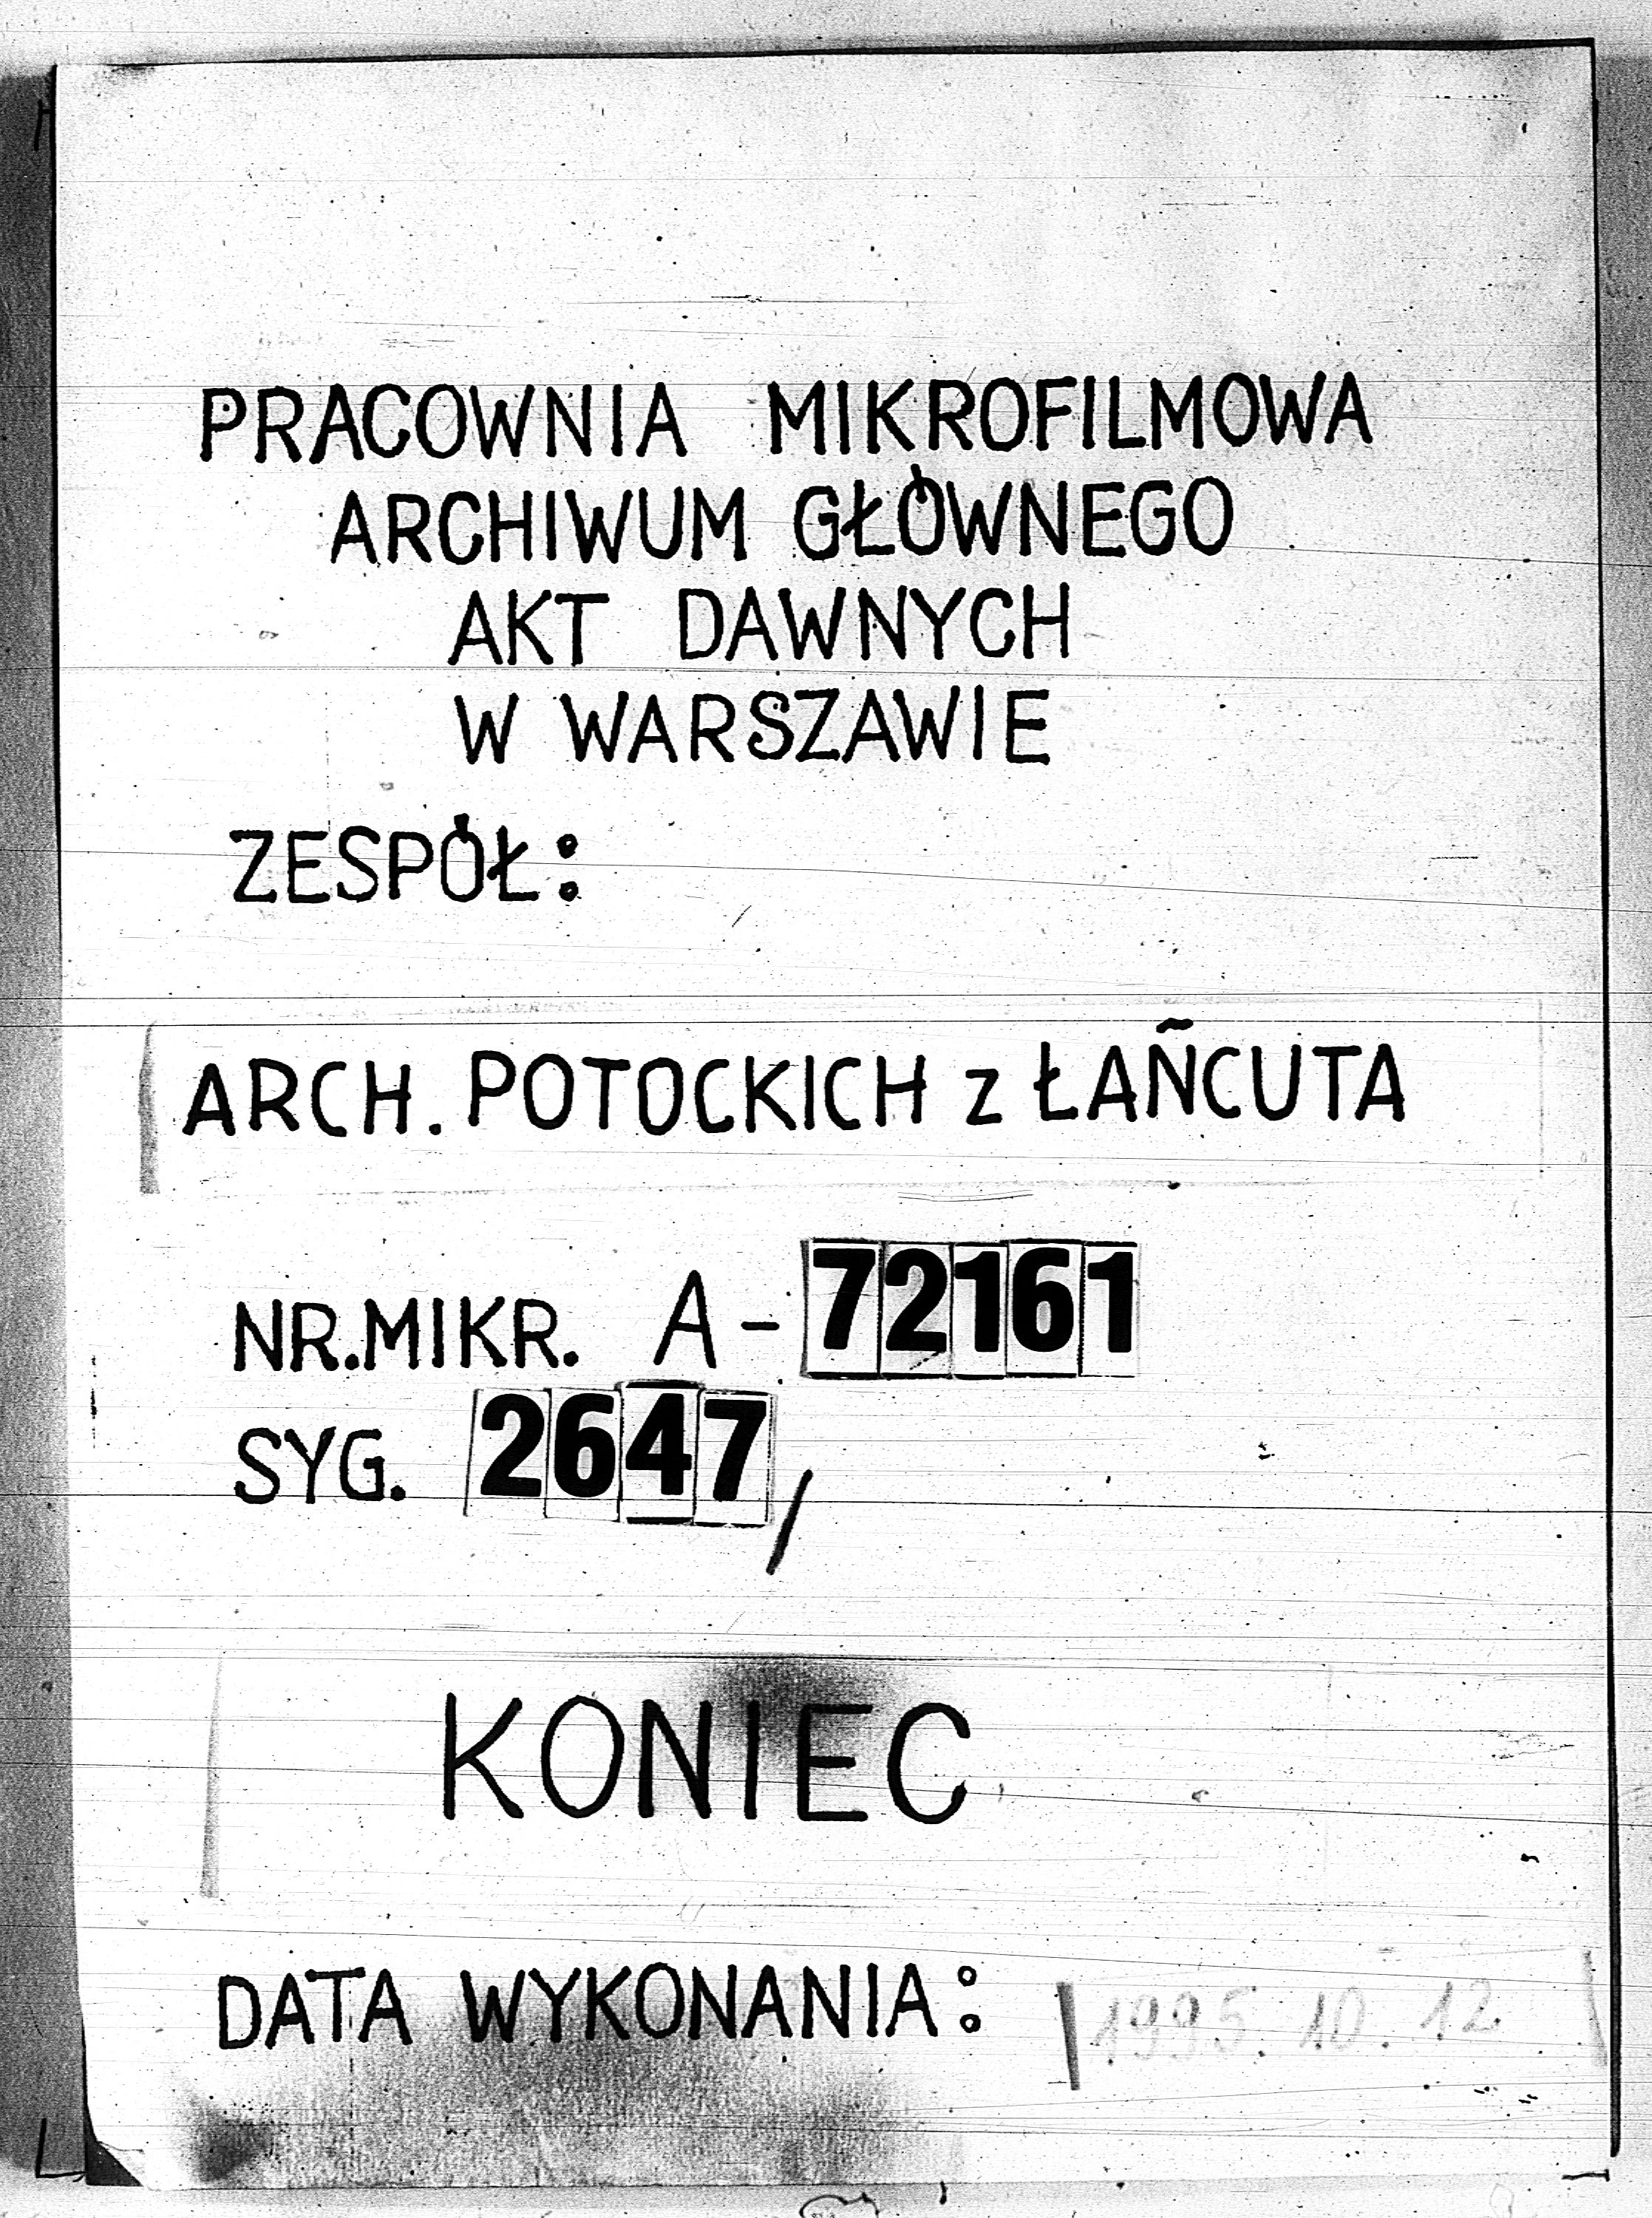 PRACOWNIA MIKROFILMOWA
ARCHIWUM GŁÓWNEGO
AKT DAWNYCH
W WARSZAWIE
ZESPÓŁ:
ARCH. POTOCKICH z ŁAŃCUTA
NR.MIKR. A-72161
SYG. 2647,
KONIEC
DATA WYKONANIA: 1995. 10. 12